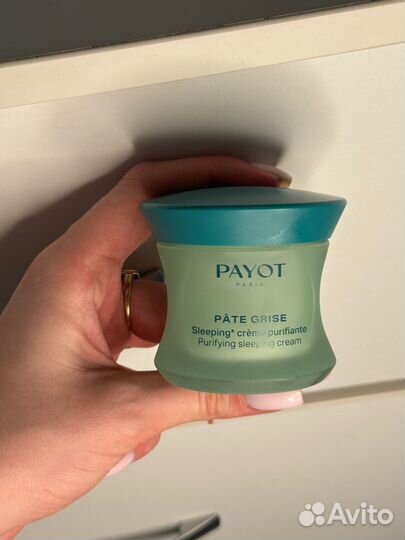 PAYOT
PARIS
PÂTE GRISE
Sleeping* crème purifiante
Purifying sleeping cream
Avito